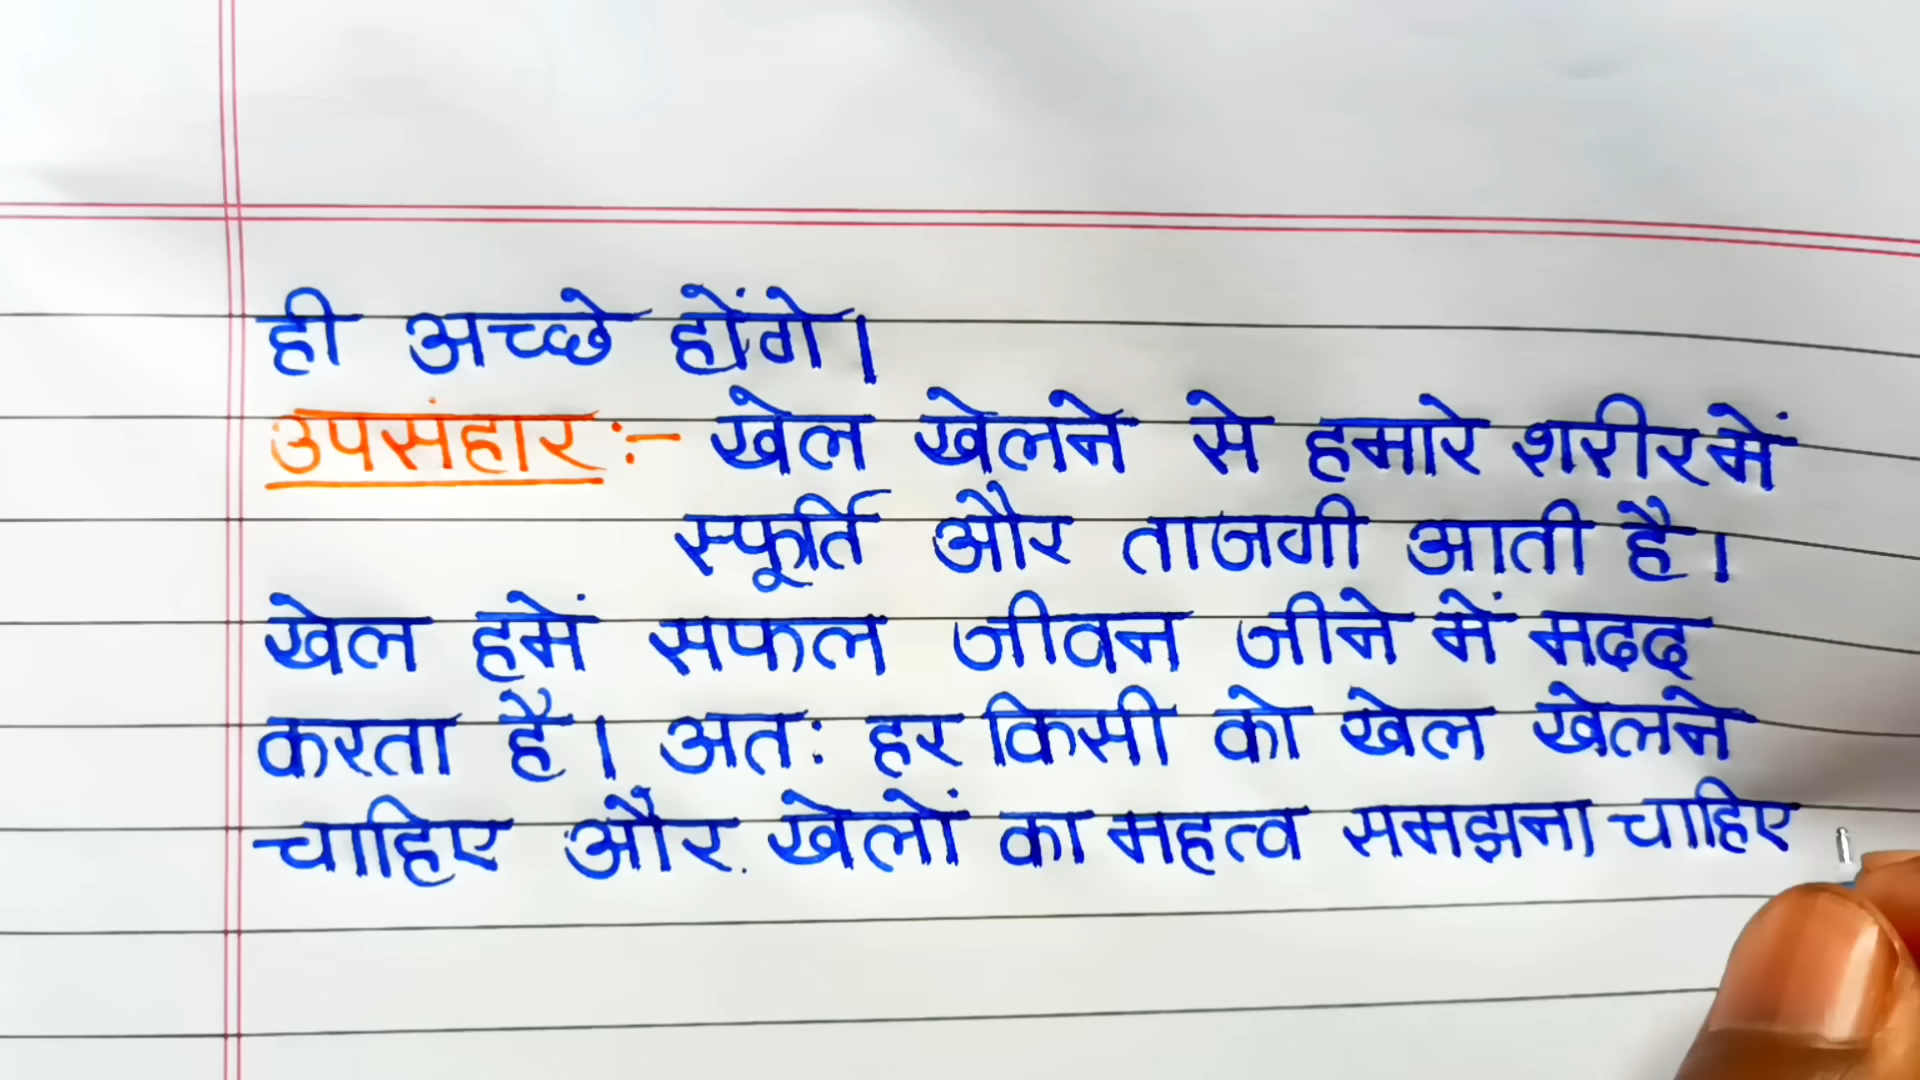 ही अच्छे होंगे।
उपसंहार :- खेल खेलने से हमारे शरीर में
स्फूर्ति और ताजगी आती है।
खेल हमें सफल जीवन जीने में मदद
करता है। अतः हर किसी को खेल खेलने
चाहिए और खेलों का महत्व समझना चाहिए